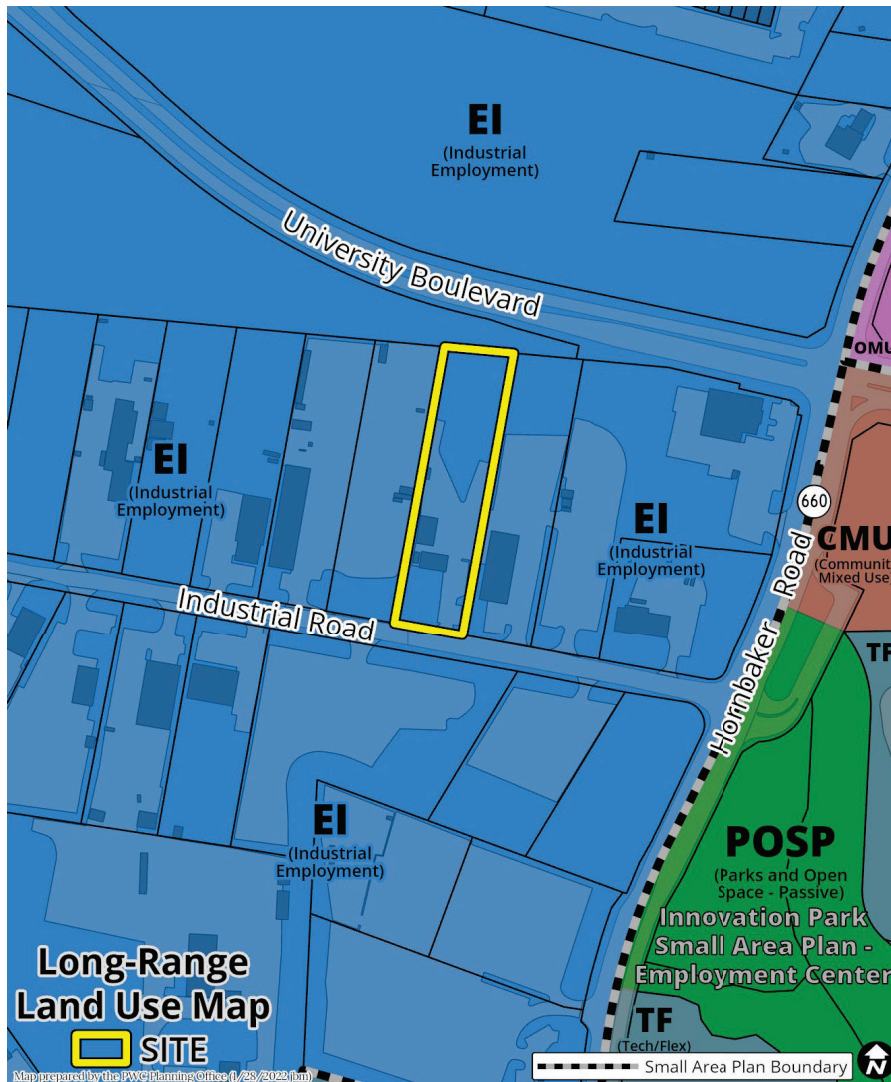 EI
(Industrial
Employment)
University Boulevard
OMU
EI
(Industrial
Employment)
660
EI
(Industrial
Employment)
CMU
(Communit
Mixed Use
Industrial Road
Hornbaker Road
TF
EI
(Industrial
Employment)
POSP
(Parks and Open
Space - Passive)
Innovation Park
Small Area Plan -
Employment Center
Long-Range
Land Use Map
SITE
TF
(Tech/Flex)
Small Area Plan Boundary
N
Map prepared by the PWC Planning Office (1/28/2022 jbm)